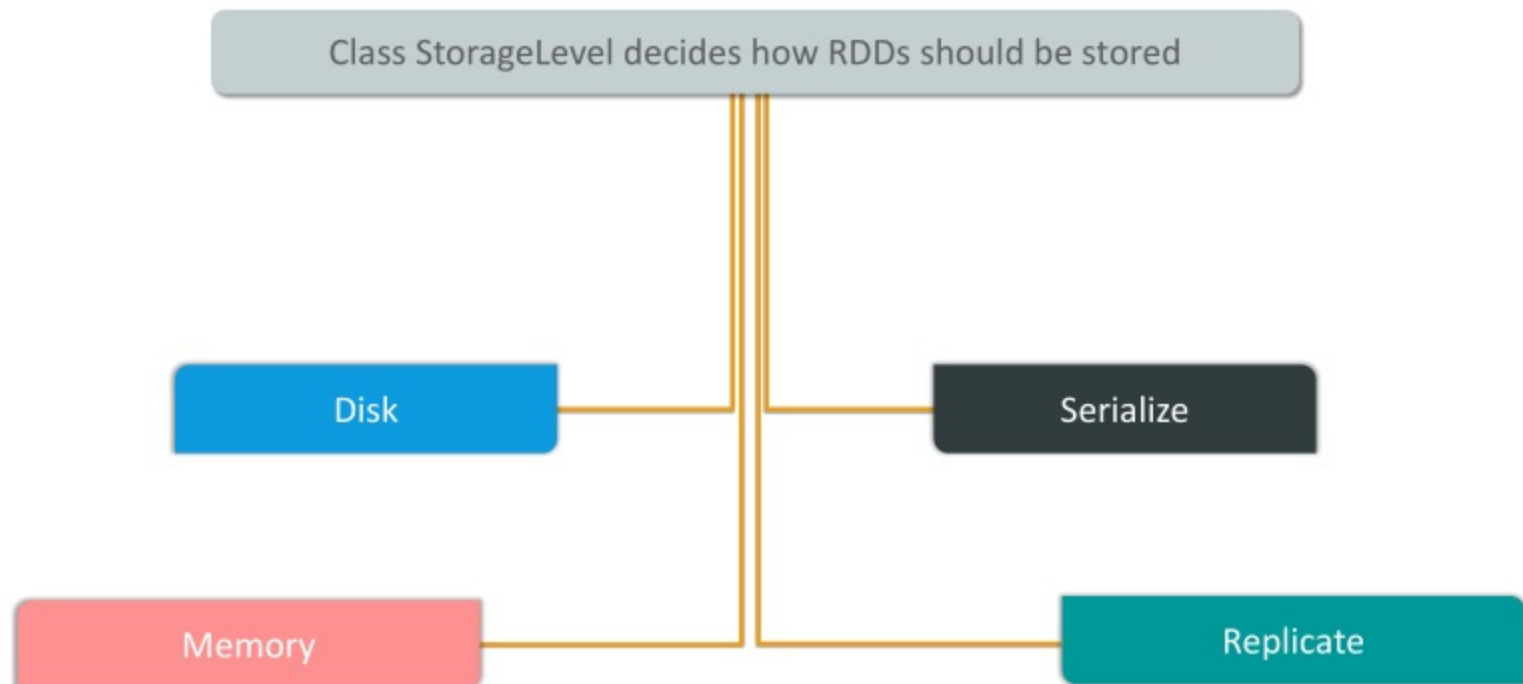 Class StorageLevel decides how RDDs should be stored
Disk
Serialize
Memory
Replicate